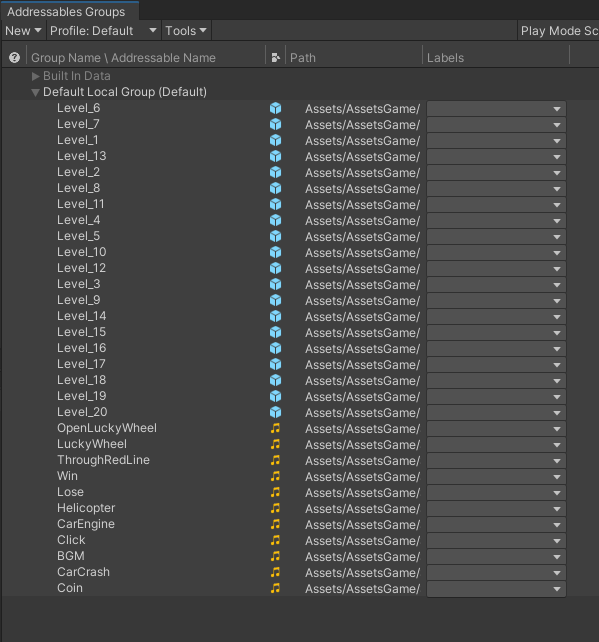 Addressables Groups
New Profile: Default Tools Play Mode Sc
? Group Name \ Addressable Name Path Labels
Built In Data
Default Local Group (Default)
Level_6 Assets/AssetsGame/
Level_7 Assets/AssetsGame/
Level_1 Assets/AssetsGame/
Level_13 Assets/AssetsGame/
Level_2 Assets/AssetsGame/
Level_8 Assets/AssetsGame/
Level_11 Assets/AssetsGame/
Level_4 Assets/AssetsGame/
Level_5 Assets/AssetsGame/
Level_10 Assets/AssetsGame/
Level_12 Assets/AssetsGame/
Level_3 Assets/AssetsGame/
Level_9 Assets/AssetsGame/
Level_14 Assets/AssetsGame/
Level_15 Assets/AssetsGame/
Level_16 Assets/AssetsGame/
Level_17 Assets/AssetsGame/
Level_18 Assets/AssetsGame/
Level_19 Assets/AssetsGame/
Level_20 Assets/AssetsGame/
OpenLuckyWheel Assets/AssetsGame/
LuckyWheel Assets/AssetsGame/
ThroughRedLine Assets/AssetsGame/
Win Assets/AssetsGame/
Lose Assets/AssetsGame/
Helicopter Assets/AssetsGame/
CarEngine Assets/AssetsGame/
Click Assets/AssetsGame/
BGM Assets/AssetsGame/
CarCrash Assets/AssetsGame/
Coin Assets/AssetsGame/